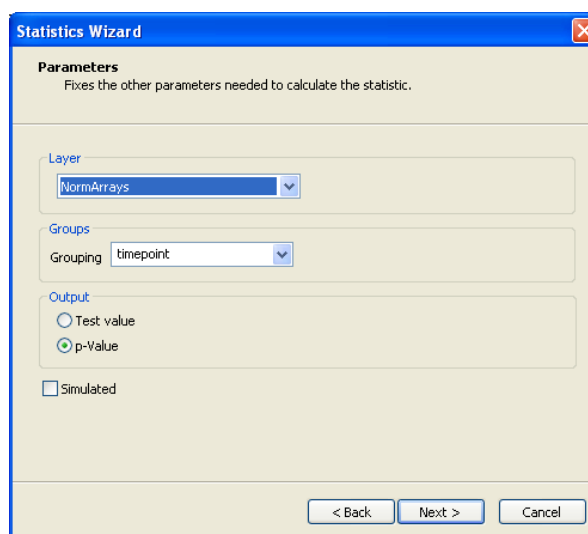 Statistics Wizard
Parameters
Fixes the other parameters needed to calculate the statistic.
Layer
NormArrays
Groups
Grouping timepoint
Output
Test value
p-Value
Simulated
< Back Next > Cancel